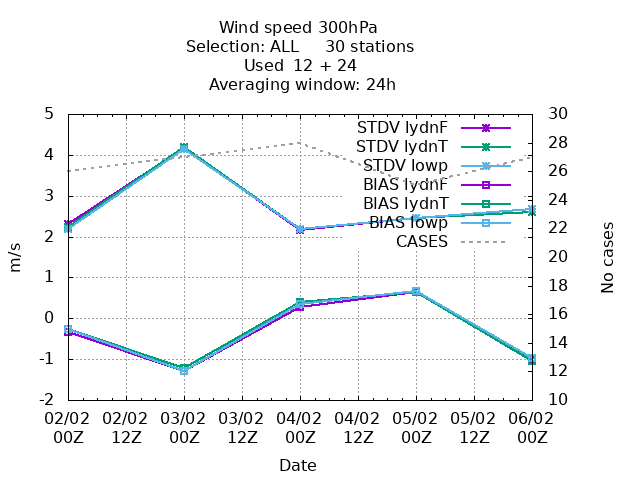 Wind speed 300hPa
Selection: ALL 30 stations
Used 12 + 24
Averaging window: 24h
5
4
3
2
1
0
-1
-2
m/s
30
28
26
24
22
20
18
16
14
12
10
No cases
STDV lydnF
STDV lydnT
STDV lowp
BIAS lydnF
BIAS lydnT
BIAS lowp
CASES
02/02 02/02 03/02 03/02 04/02 04/02 05/02 05/02 06/02
00Z 12Z 00Z 12Z 00Z 12Z 00Z 12Z 00Z
Date